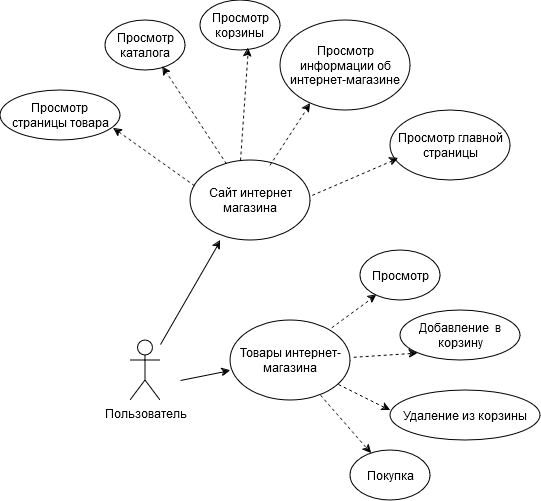 Просмотр
корзины
Просмотр
каталога
Просмотр
информации об
интернет-магазине
Просмотр
страницы товара
Просмотр главной
страницы
Сайт интернет
магазина
Просмотр
Добавление в
корзину
Товары интернет-
магазина
Пользователь
Удаление из корзины
Покупка